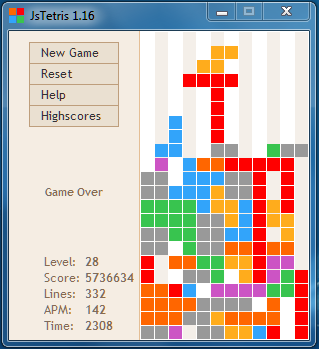 JsTetris 1.16
New Game
Reset
Help
Highscores
Game Over
Level: 28
Score: 5736634
Lines: 332
APM: 142
Time: 2308